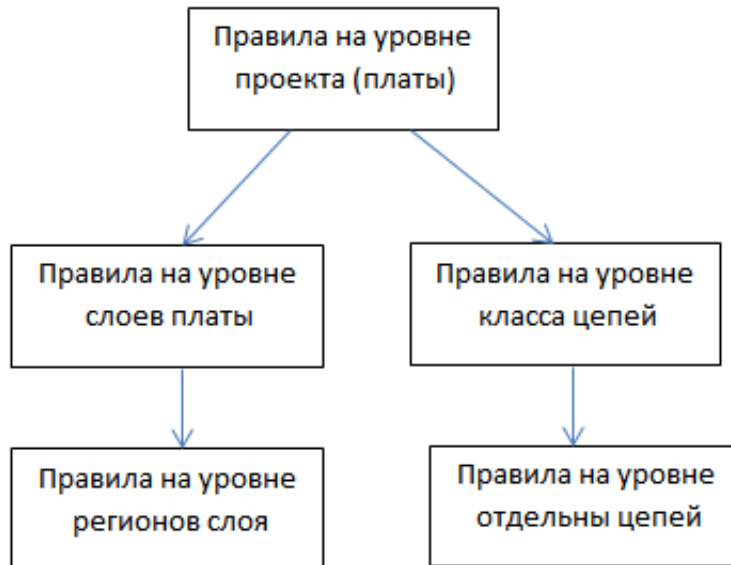 Правила на уровне
проекта (платы)
Правила на уровне
слоев платы
Правила на уровне
класса цепей
Правила на уровне
регионов слоя
Правила на уровне
отдельны цепей